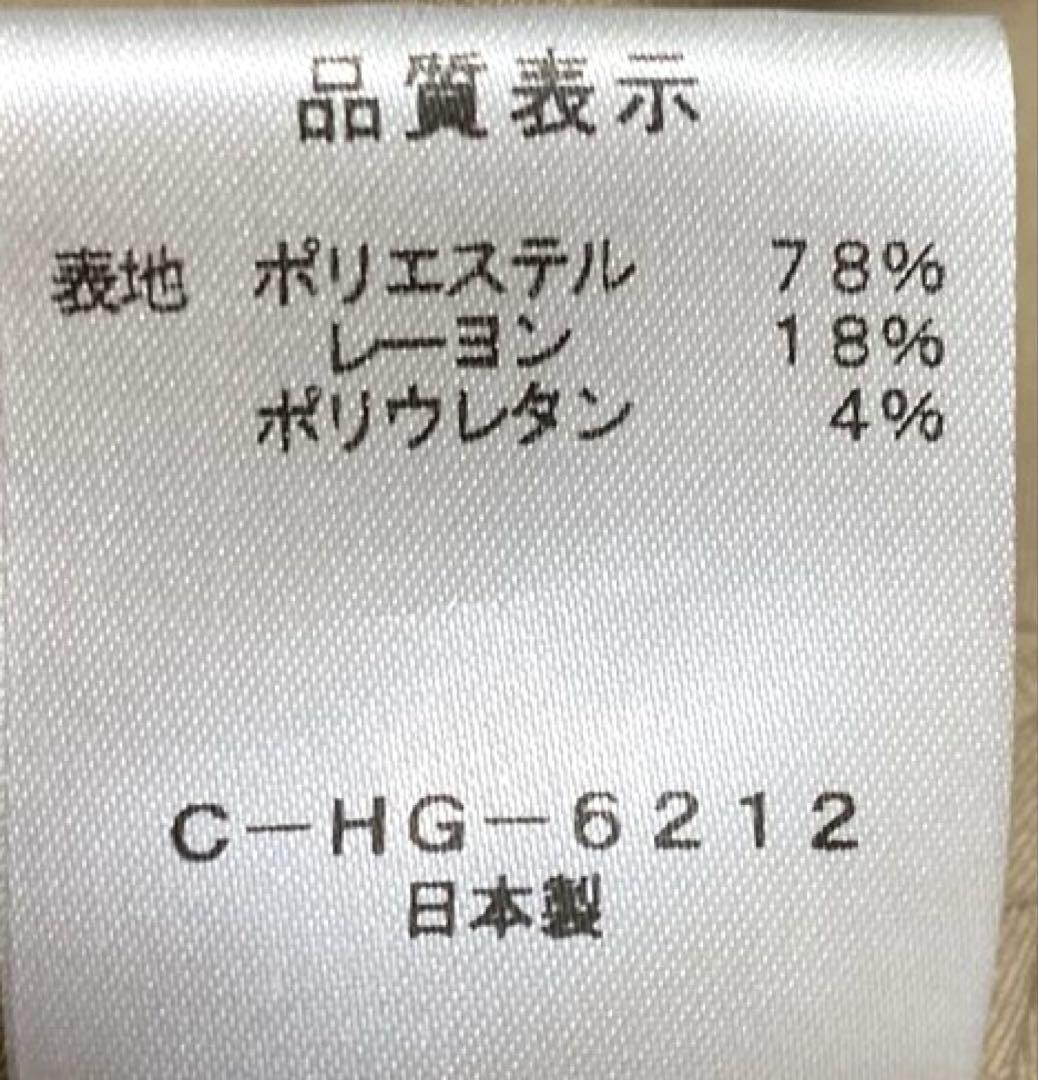 品質表示
表地 ポリエステル 78%
レーヨン 18%
ポリウレタン 4%
C-HG-6212
日本製